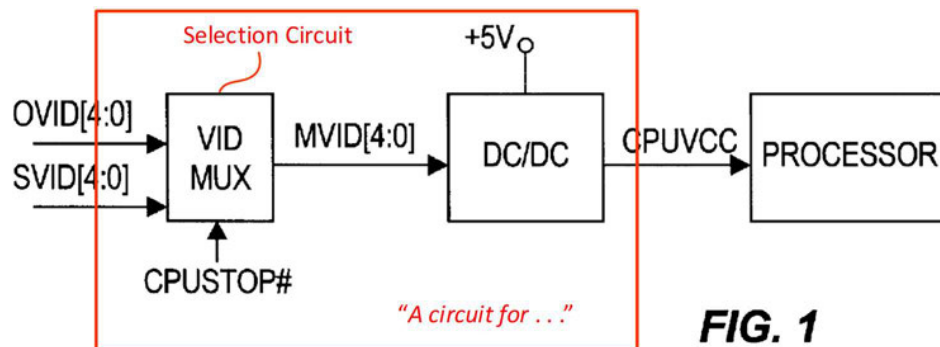 Selection Circuit
+5V
OVID[4:0]
SVID[4:0]
VID
MUX
MVID[4:0]
DC/DC
CPUVCC
PROCESSOR
CPUSTOP#
"A circuit for . . ."
FIG. 1